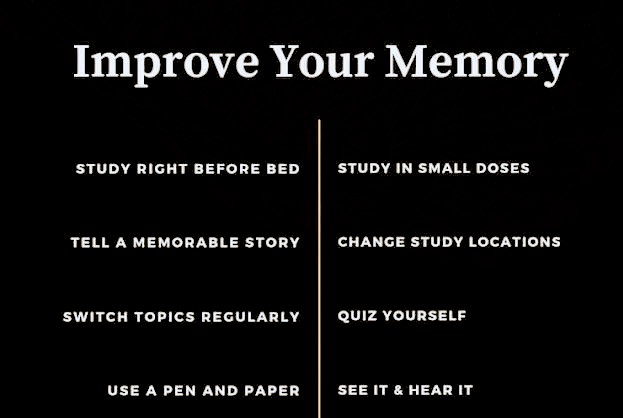 Improve Your Memory
STUDY RIGHT BEFORE BED
STUDY IN SMALL DOSES
TELL A MEMORABLE STORY
CHANGE STUDY LOCATIONS
SWITCH TOPICS REGULARLY
QUIZ YOURSELF
USE A PEN AND PAPER
SEE IT & HEAR IT